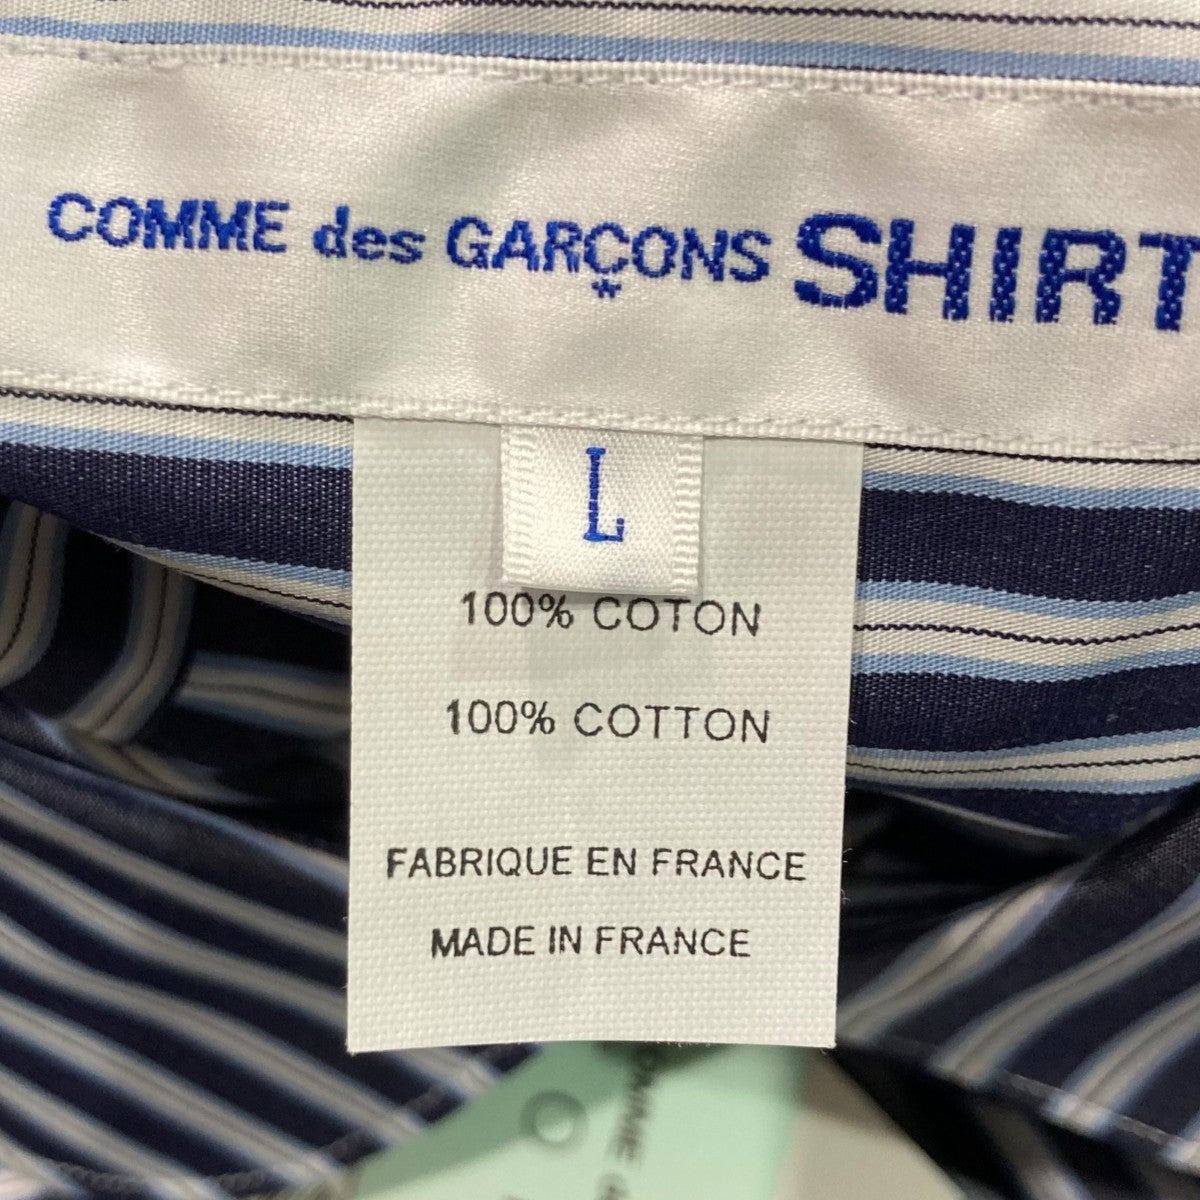 COMME des GARÇONS SHIRT
L
100% COTON
100% COTTON
FABRIQUE EN FRANCE
MADE IN FRANCE